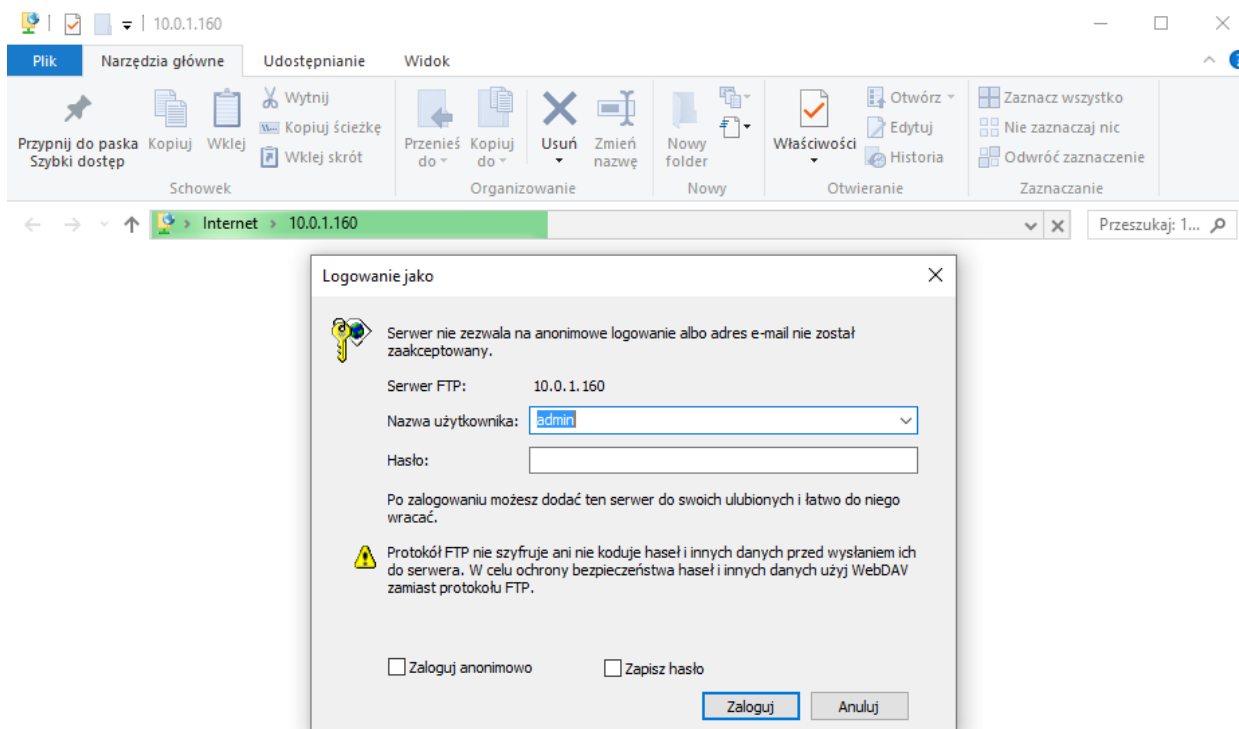 10.0.1.160
Plik Narzędzia główne Udostępnianie Widok
Przypnij do paska Szybki dostęp
Kopiuj
Wklej
Wytnij
Kopiuj ścieżkę
Wklej skrót
Schowek
Przenieś do
Kopiuj do
Usuń
Zmień nazwę
Organizowanie
Nowy folder
Nowy
Właściwości
Otwórz
Edytuj
Historia
Otwieranie
Zaznacz wszystko
Nie zaznaczaj nic
Odwróć zaznaczenie
Zaznaczanie
Internet > 10.0.1.160
Przeszukaj: 1...
Logowanie jako
Serwer nie zezwala na anonimowe logowanie albo adres e-mail nie został
zaakceptowany.
Serwer FTP: 10.0.1.160
Nazwa użytkownika: admin
Hasło:
Po zalogowaniu możesz dodać ten serwer do swoich ulubionych i łatwo do niego
wracać.
Protokół FTP nie szyfruje ani nie koduje haseł i innych danych przed wysłaniem ich
do serwera. W celu ochrony bezpieczeństwa haseł i innych danych użyj WebDAV
zamiast protokołu FTP.
Zaloguj anonimowo
Zapisz hasło
Zaloguj Anuluj